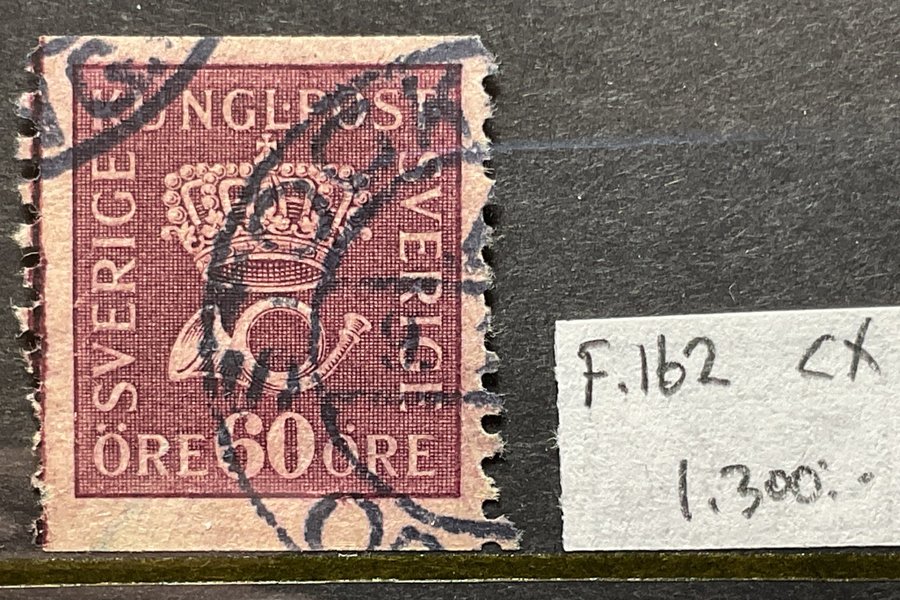 KUNGL·POST
SVERIGE
SVERIGE
ÖRE 60 ÖRE
F.162 CX
1.300:-